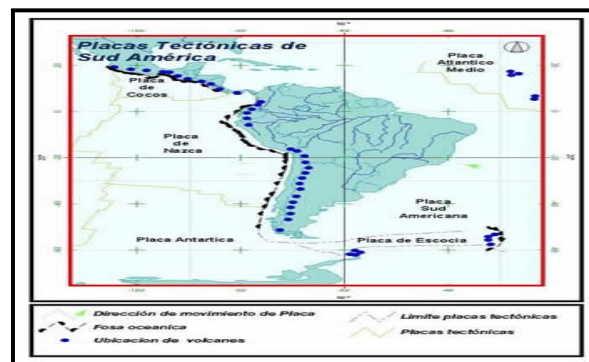 Placas Tectónicas de
Sud América
Placa
Atlantico
Medio
Placa
de
Cocos
Placa
de
Nazca
Placa
Sud
Americana
Placa Antartica
Placa de Escocia
Dirección de movimiento de Placa
Limite placas tectónicas
Fosa oceanica
Placas tectónicas
Ubicacion de volcanes